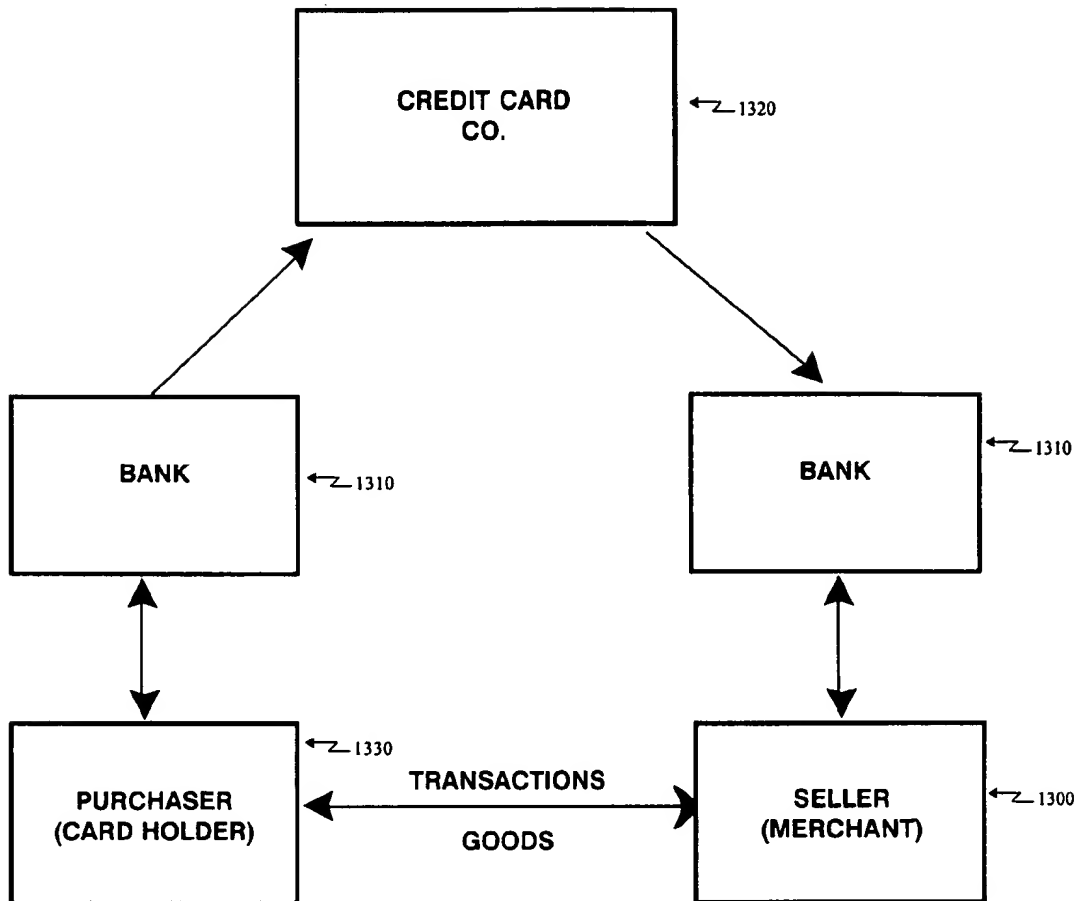 CREDIT CARD
CO.
1320
BANK
1310
BANK
1310
PURCHASER
(CARD HOLDER)
1330
TRANSACTIONS
GOODS
SELLER
(MERCHANT)
1300